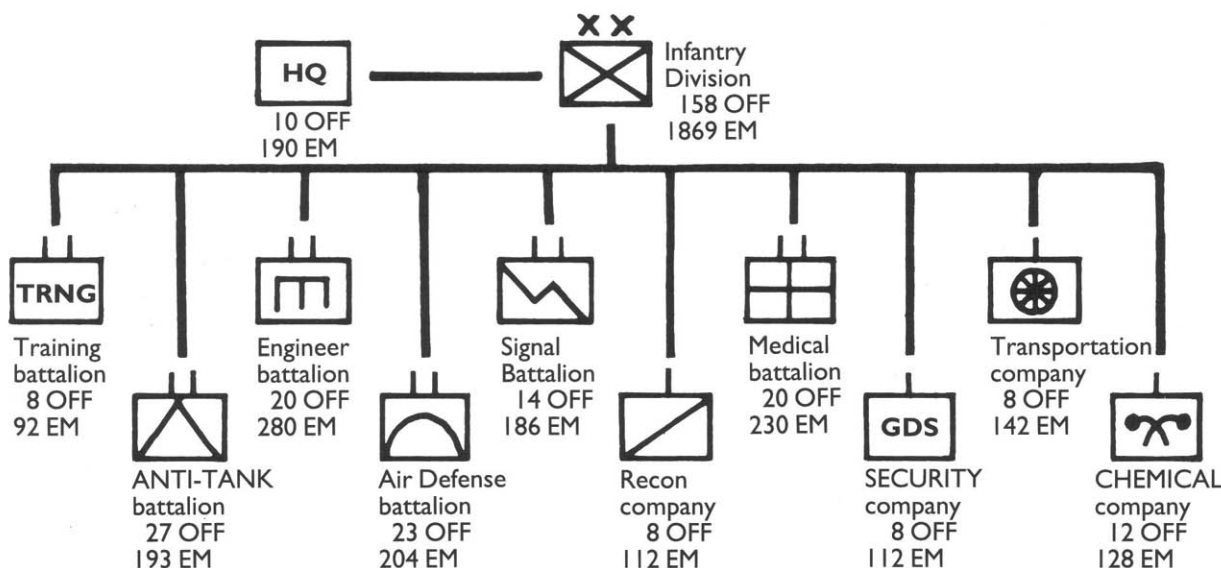 X X
HQ
10 OFF
190 EM
Infantry
Division
158 OFF
1869 EM
TRNG
Training
battalion
8 OFF
92 EM
ANTI-TANK
battalion
27 OFF
193 EM
Engineer
battalion
20 OFF
280 EM
Air Defense
battalion
23 OFF
204 EM
Signal
Battalion
14 OFF
186 EM
Recon
company
8 OFF
112 EM
Medical
battalion
20 OFF
230 EM
GDS
SECURITY
company
8 OFF
112 EM
Transportation
company
8 OFF
142 EM
CHEMICAL
company
12 OFF
128 EM